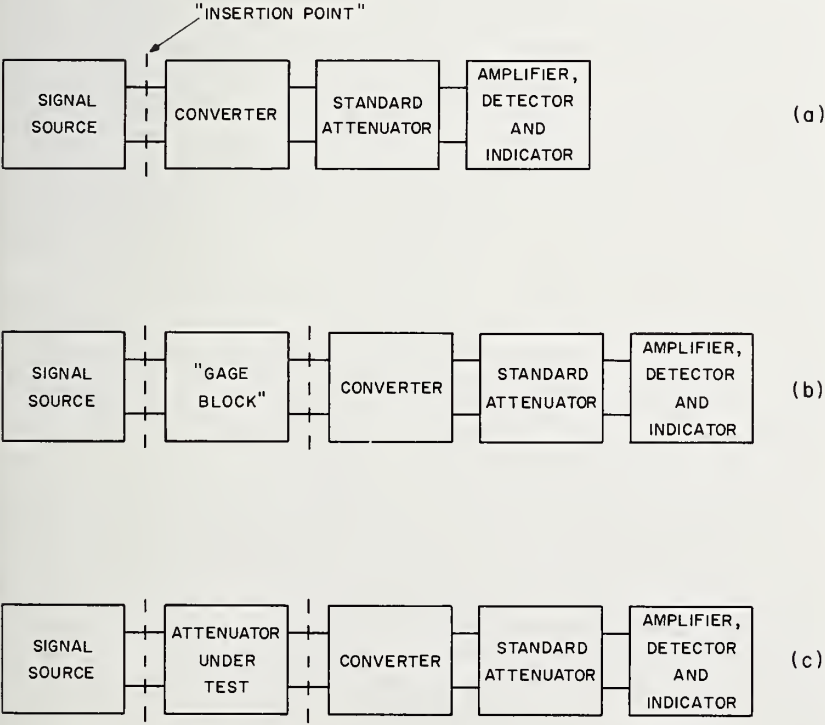 "INSERTION POINT"
SIGNAL
SOURCE
CONVERTER
STANDARD
ATTENUATOR
AMPLIFIER,
DETECTOR
AND
INDICATOR
(a)
SIGNAL
SOURCE
"GAGE
BLOCK"
CONVERTER
STANDARD
ATTENUATOR
AMPLIFIER,
DETECTOR
AND
INDICATOR
(b)
SIGNAL
SOURCE
ATTENUATOR
UNDER
TEST
CONVERTER
STANDARD
ATTENUATOR
AMPLIFIER,
DETECTOR
AND
INDICATOR
(c)